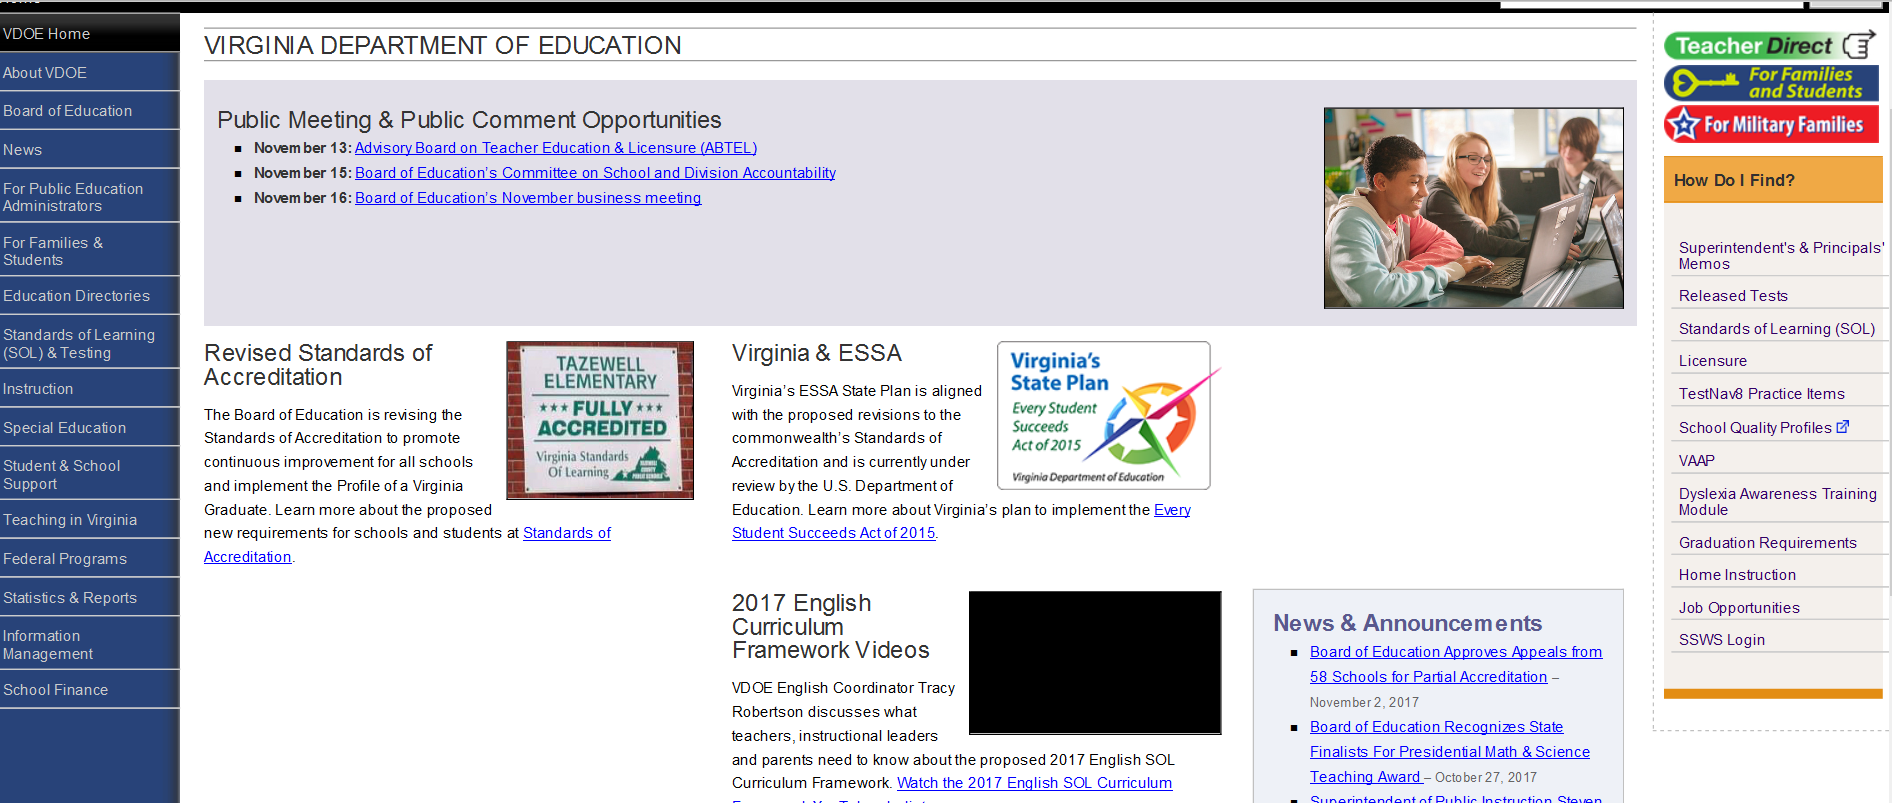 VDOE Home
About VDOE
Board of Education
News
For Public Education
Administrators
For Families &
Students
Education Directories
Standards of Learning
(SOL) & Testing
Instruction
Special Education
Student & School
Support
Teaching in Virginia
Federal Programs
Statistics & Reports
Information
Management
School Finance
VIRGINIA DEPARTMENT OF EDUCATION
Public Meeting & Public Comment Opportunities
November 13: Advisory Board on Teacher Education & Licensure (ABTEL)
November 15: Board of Education's Committee on School and Division Accountability
November 16: Board of Education's November business meeting
Revised Standards of
Accreditation
The Board of Education is revising the
Standards of Accreditation to promote
continuous improvement for all schools
and implement the Profile of a Virginia
Graduate. Learn more about the proposed
new requirements for schools and students at Standards of
Accreditation.
TAZEWELL
ELEMENTARY
★★★ FULLY ★★★
ACCREDITED
Virginia Standards
Of Learning
Virginia & ESSA
Virginia's ESSA State Plan is aligned
with the proposed revisions to the
commonwealth's Standards of
Accreditation and is currently under
review by the U.S. Department of
Education. Learn more about Virginia's plan to implement the Every
Student Succeeds Act of 2015.
Virginia's
State Plan
Every Student
Succeeds
Act of 2015
Virginia Department of Education
2017 English
Curriculum
Framework Videos
VDOE English Coordinator Tracy
Robertson discusses what
teachers, instructional leaders
and parents need to know about the proposed 2017 English SOL
Curriculum Framework. Watch the 2017 English SOL Curriculum
News & Announcements
Board of Education Approves Appeals from
58 Schools for Partial Accreditation –
November 2, 2017
Board of Education Recognizes State
Finalists For Presidential Math & Science
Teaching Award – October 27, 2017
Superintendent of Public Instruction Steven
Teacher Direct
For Families
and Students
For Military Families
How Do I Find?
Superintendent's & Principals'
Memos
Released Tests
Standards of Learning (SOL)
Licensure
TestNav8 Practice Items
School Quality Profiles
VAAP
Dyslexia Awareness Training
Module
Graduation Requirements
Home Instruction
Job Opportunities
SSWS Login